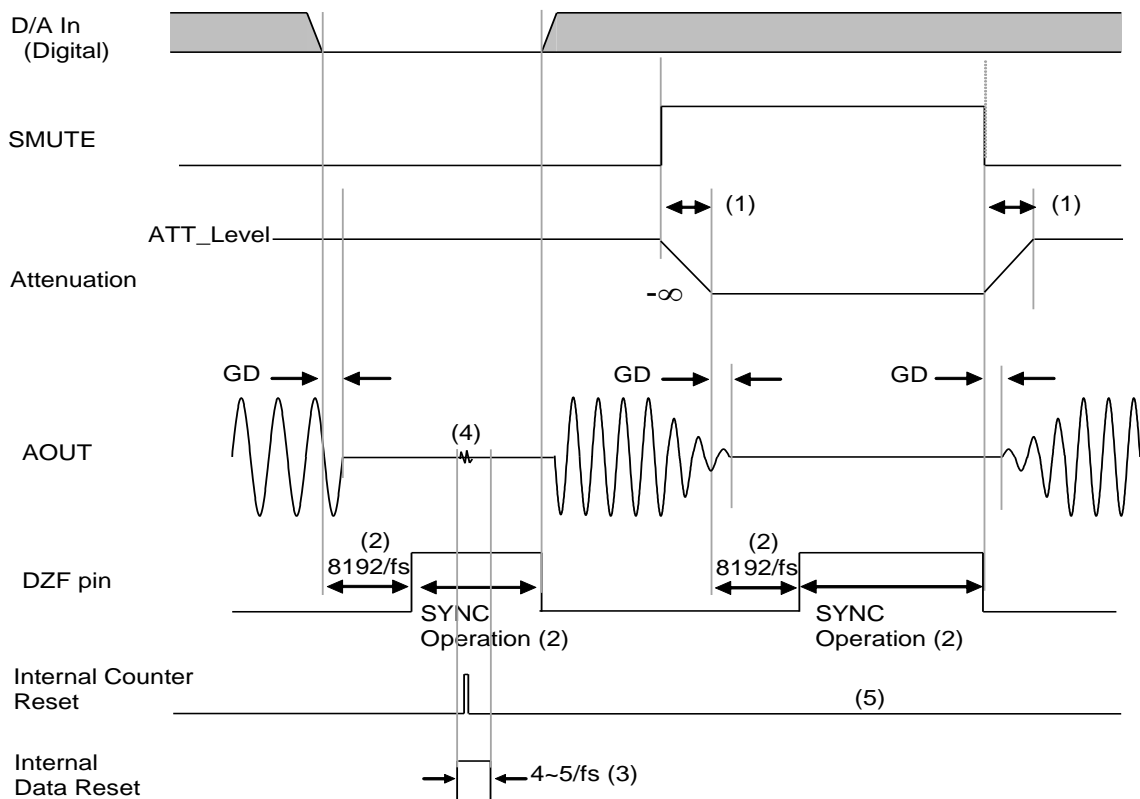 D/A In
(Digital)
SMUTE
(1)
(1)
ATT_Level
Attenuation
-∞
GD
GD
GD
(4)
AOUT
(2)
8192/fs
(2)
8192/fs
DZF pin
SYNC
Operation (2)
SYNC
Operation (2)
Internal Counter
Reset
(5)
Internal
Data Reset
4~5/fs (3)